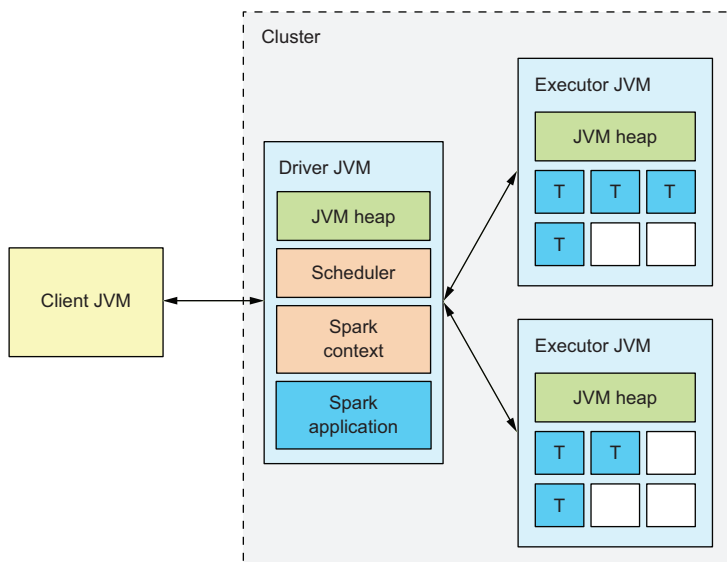 Cluster
Client JVM
Driver JVM
JVM heap
Scheduler
Spark
context
Spark
application
Executor JVM
JVM heap
T T T
T
Executor JVM
JVM heap
T T
T